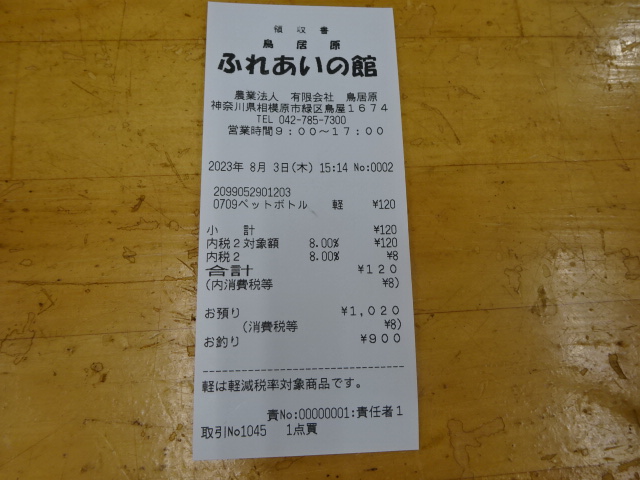 領収書
鳥居原
ふれあいの館
農業法人 有限会社 鳥居原
神奈川県相模原市緑区鳥屋1674
TEL 042-785-7300
営業時間9:00~17:00
2023年 8月 3日(木) 15:14 No:0002
2099052901203
0709ペットボトル 軽 ¥120
小 計 ¥120
内税2対象額 8.00% ¥120
内税2 8.00% ¥8
合計 ¥120
(内消費税等 ¥8)
お預り ¥1,020
(消費税等 ¥8)
お釣り ¥900
--------------------------------
軽は軽減税率対象商品です。
責No:00000001:責任者1
取引No1045 1点買